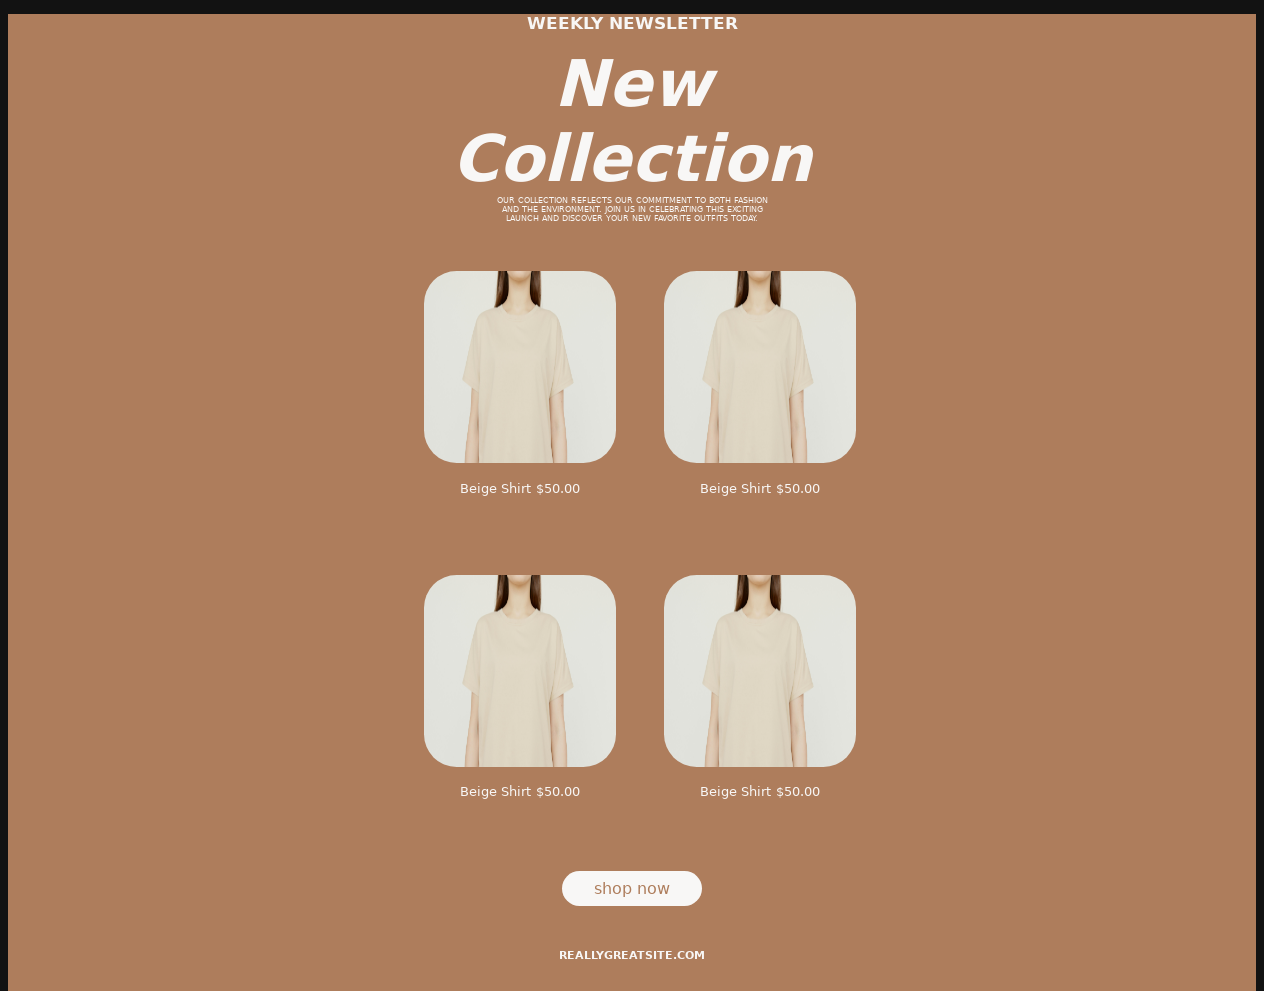 WEEKLY NEWSLETTER
New
Collection
OUR COLLECTION REFLECTS OUR COMMITMENT TO BOTH FASHION
AND THE ENVIRONMENT. JOIN US IN CELEBRATING THIS EXCITING
LAUNCH AND DISCOVER YOUR NEW FAVORITE OUTFITS TODAY.
Beige Shirt $50.00
Beige Shirt $50.00
Beige Shirt $50.00
Beige Shirt $50.00
shop now
REALLYGREATSITE.COM